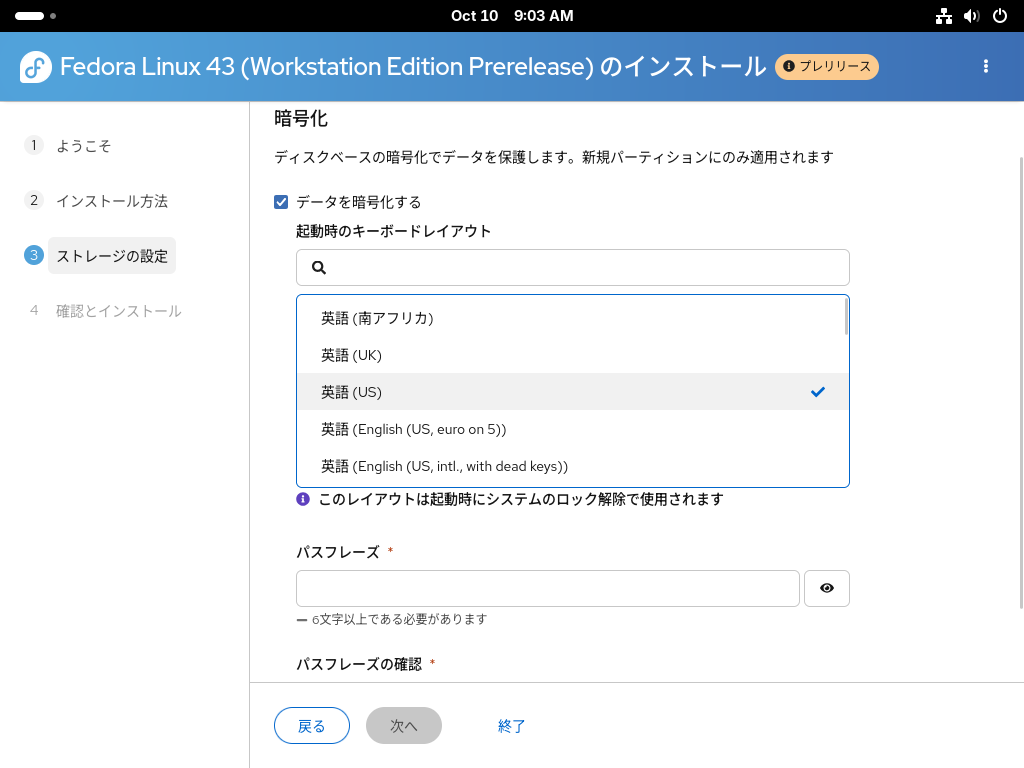 Oct 10 9:03 AM
Fedora Linux 43 (Workstation Edition Prerelease) のインストール プレリリース
1 ようこそ
2 インストール方法
3 ストレージの設定
4 確認とインストール
暗号化
ディスクベースの暗号化でデータを保護します。新規パーティションにのみ適用されます
データを暗号化する
起動時のキーボードレイアウト
英語 (南アフリカ)
英語 (UK)
英語 (US)
英語 (English (US, euro on 5))
英語 (English (US, intl., with dead keys))
このレイアウトは起動時にシステムのロック解除で使用されます
パスフレーズ *
6文字以上である必要があります
パスフレーズの確認 *
戻る 次へ 終了